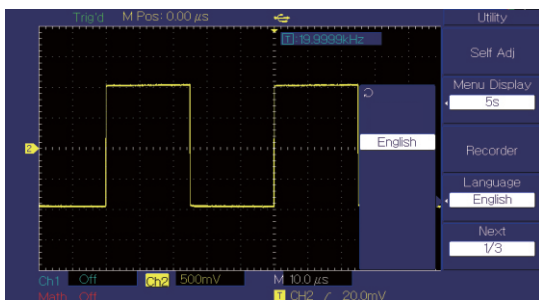 Trig'd M Pos: 0.00 μs Utility
T :19.9999kHz
Self Adj
Menu Display
5s
2
English
Recorder
Language
English
Next
1/3
Ch1 Off Ch2 500mV M 10.0 μs
Math Off T CH2 / 20.0mV